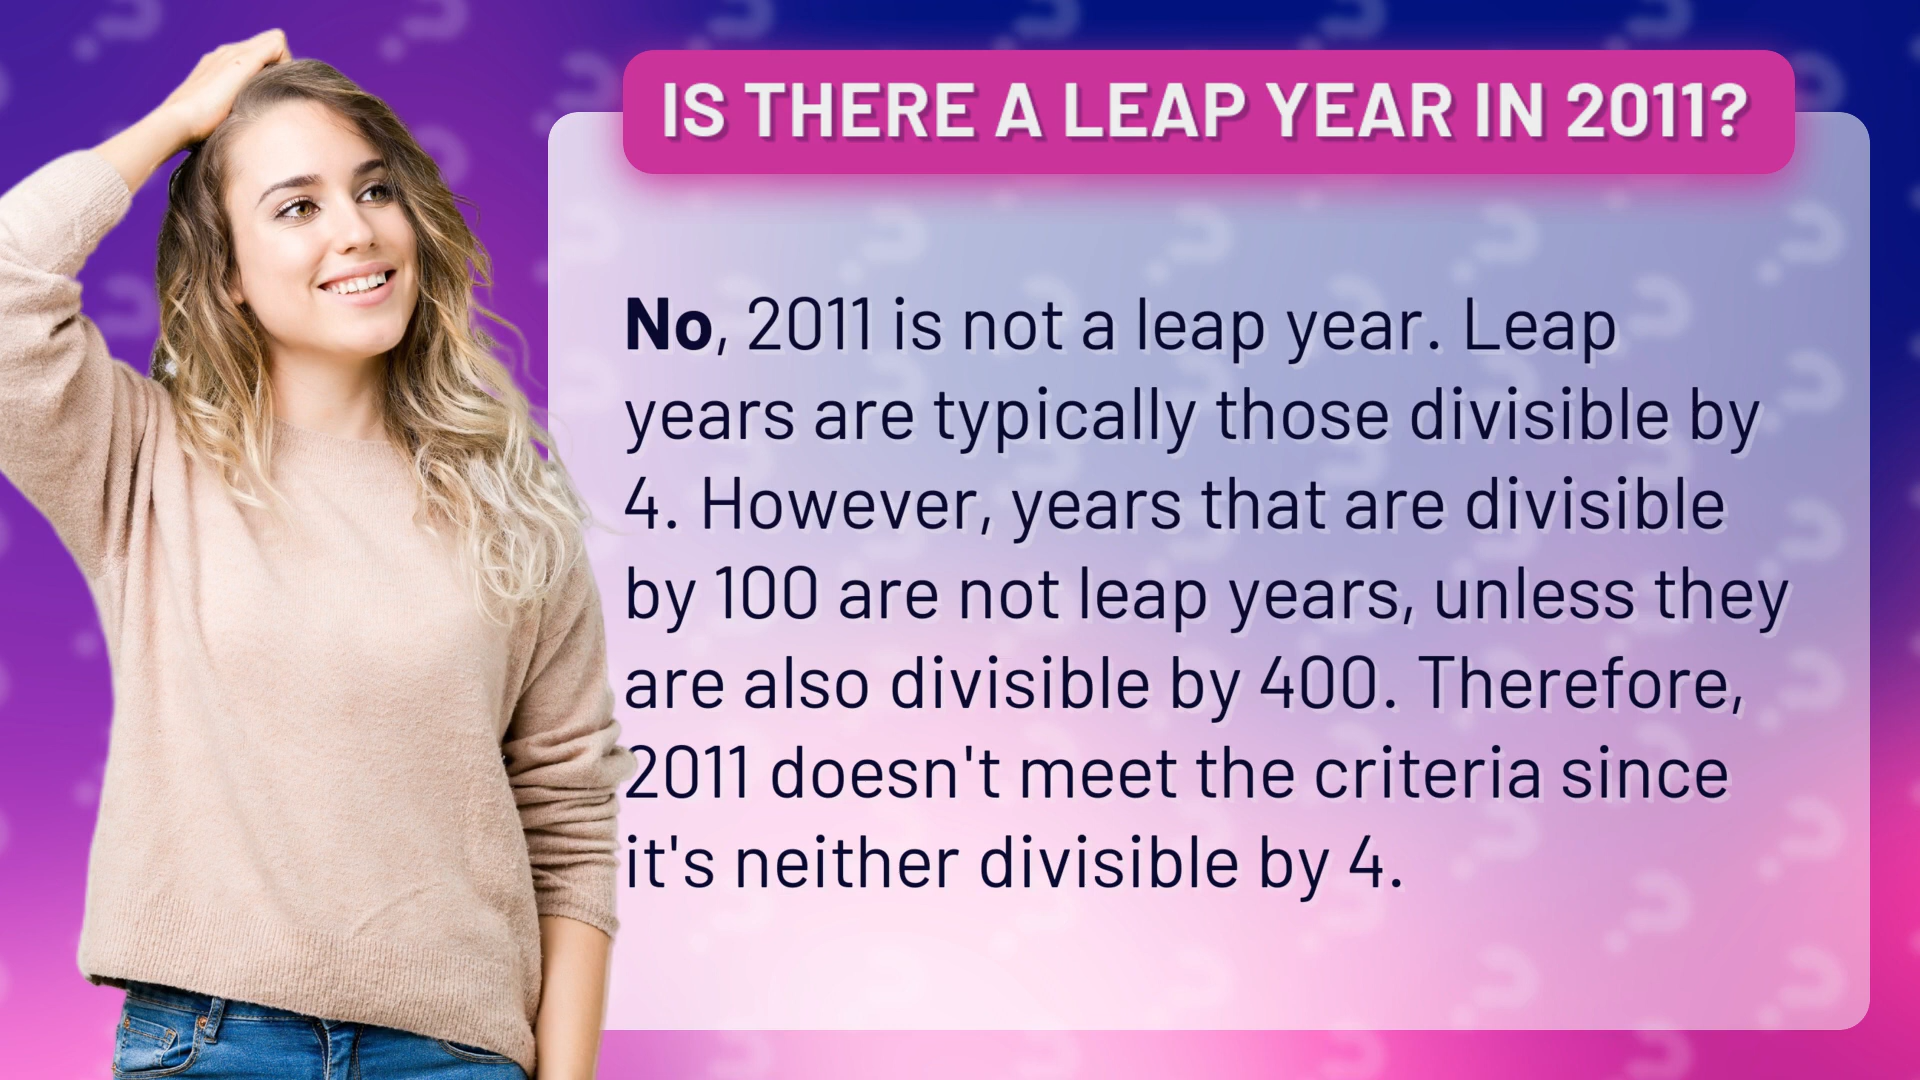 IS THERE A LEAP YEAR IN 2011?
No, 2011 is not a leap year. Leap
years are typically those divisible by
4. However, years that are divisible
by 100 are not leap years, unless they
are also divisible by 400. Therefore,
2011 doesn't meet the criteria since
it's neither divisible by 4.